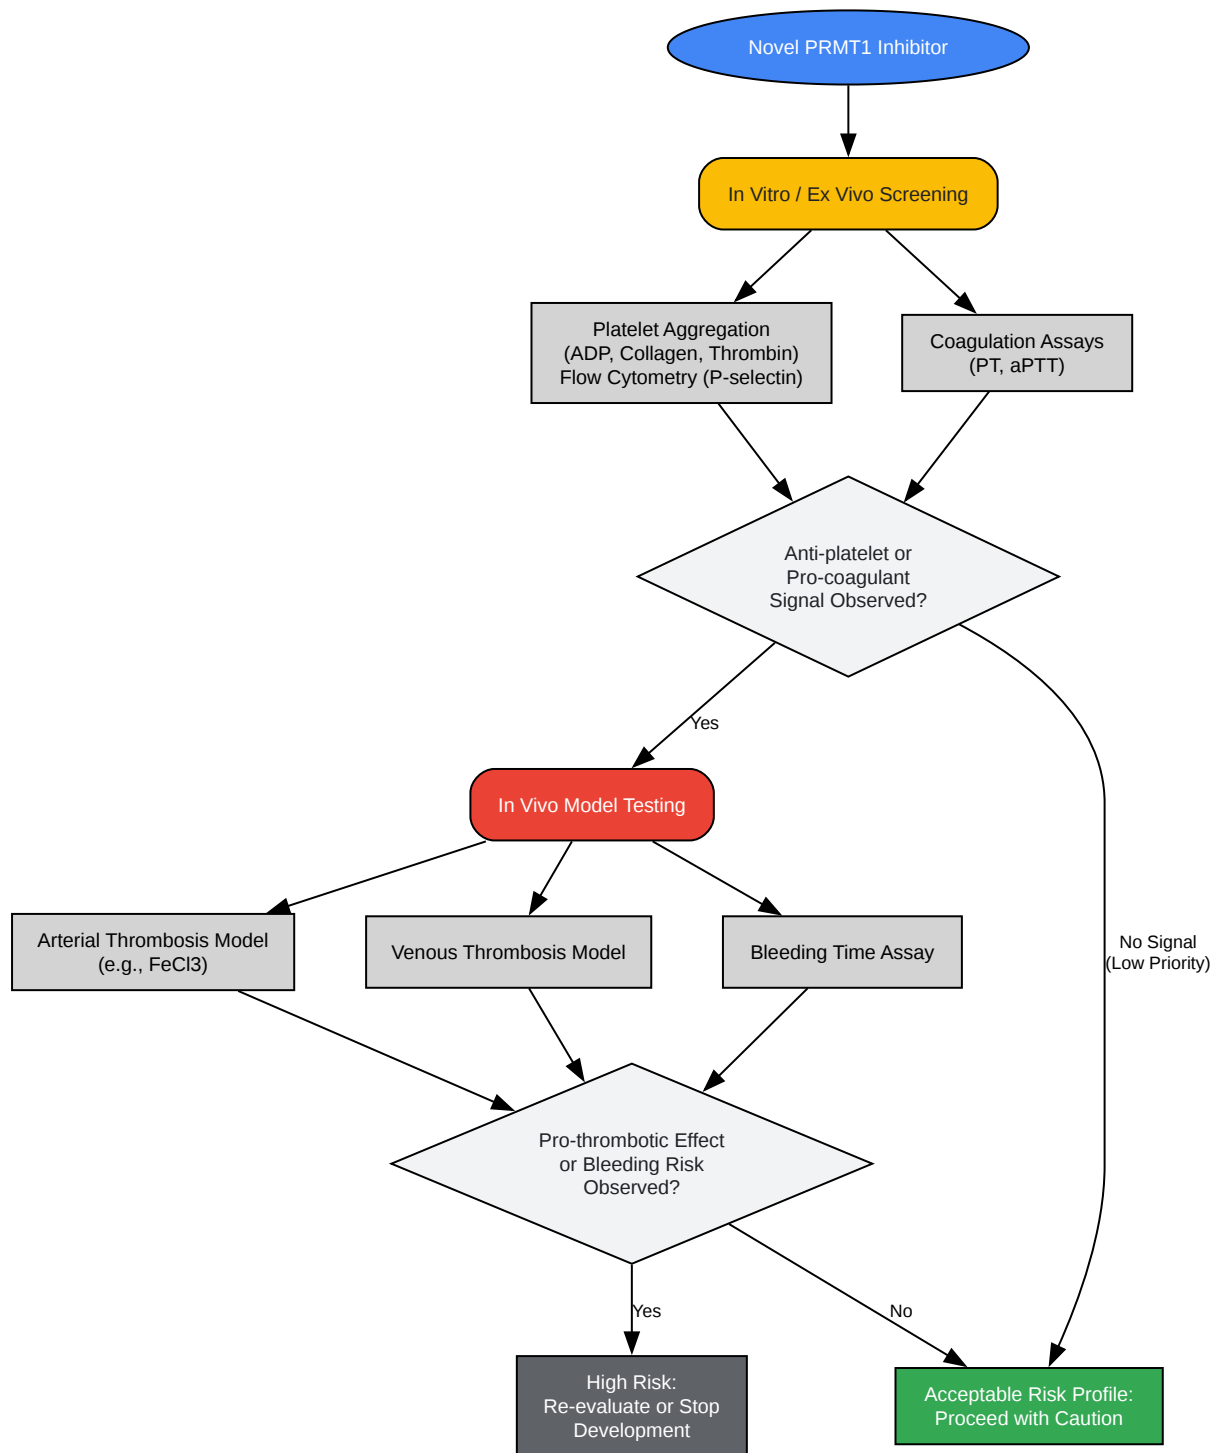 Novel PRMT1 Inhibitor
In Vitro / Ex Vivo Screening
Platelet Aggregation
(ADP, Collagen, Thrombin)
Flow Cytometry (P-selectin)
Coagulation Assays
(PT, aPTT)
Anti-platelet or
Pro-coagulant
Signal Observed?
Yes
In Vivo Model Testing
Arterial Thrombosis Model
(e.g., FeCl3)
Venous Thrombosis Model
Bleeding Time Assay
No Signal
(Low Priority)
Pro-thrombotic Effect
or Bleeding Risk
Observed?
Yes
No
High Risk:
Re-evaluate or Stop
Development
Acceptable Risk Profile:
Proceed with Caution